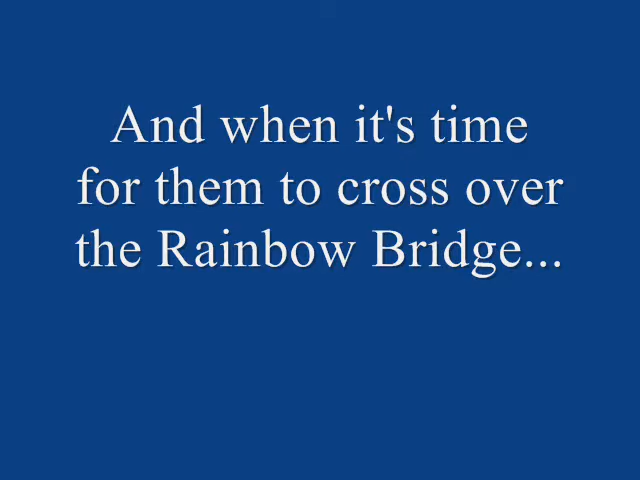 And when it's time
for them to cross over
the Rainbow Bridge...